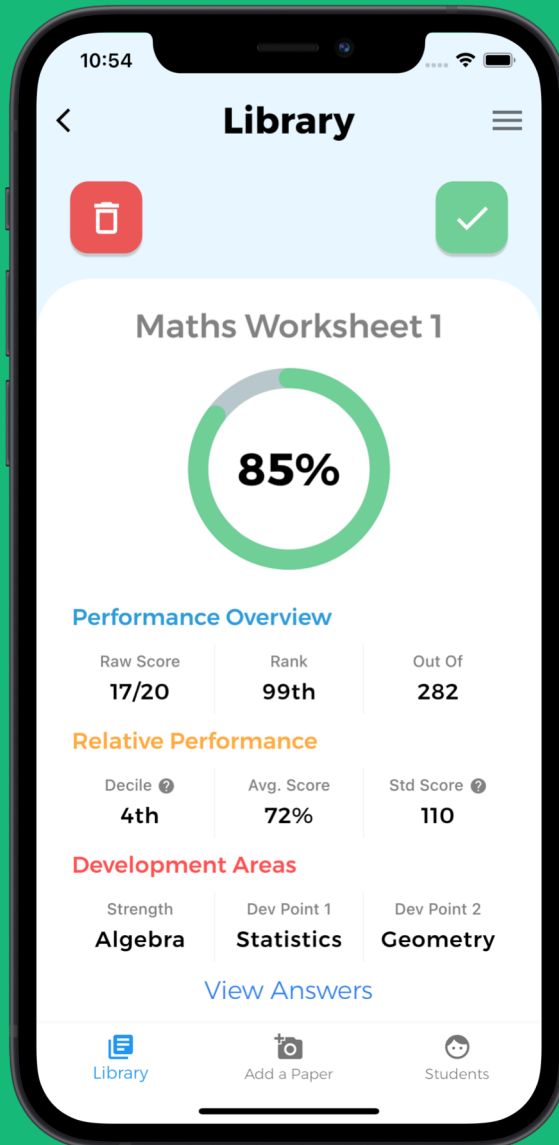 10:54
Library
Maths Worksheet 1
85%
Performance Overview
Raw Score Rank Out Of
17/20 99th 282
Relative Performance
Decile ? Avg. Score Std Score ?
4th 72% 110
Development Areas
Strength Dev Point 1 Dev Point 2
Algebra Statistics Geometry
View Answers
Library Add a Paper Students